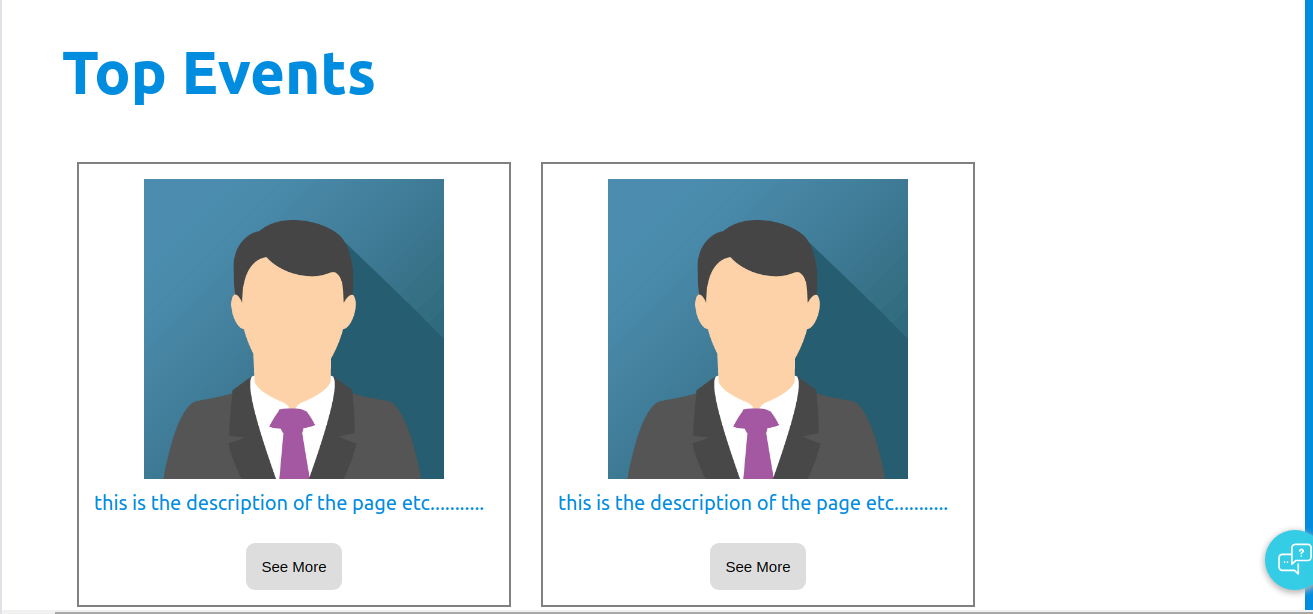 Top Events
this is the description of the page etc........... this is the description of the page etc...........
See More See More
?